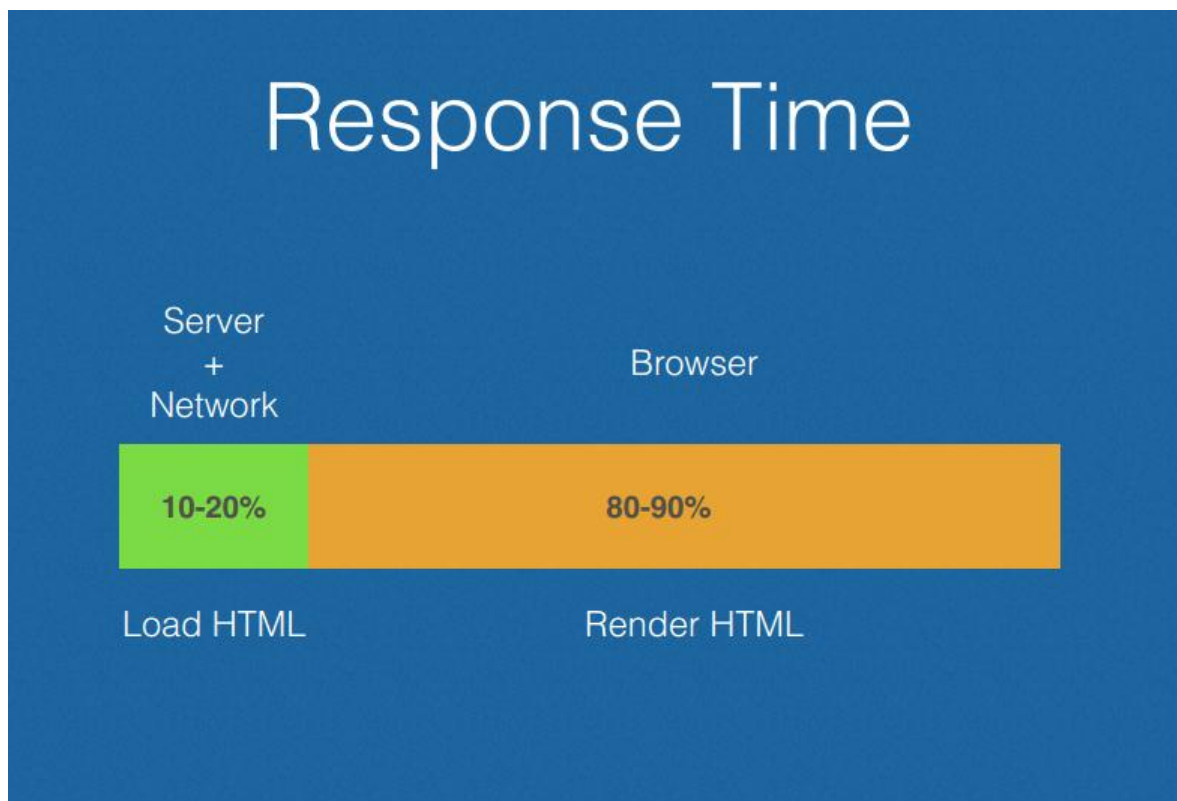 Response Time
Server
+
Network
Browser
10-20%
80-90%
Load HTML
Render HTML